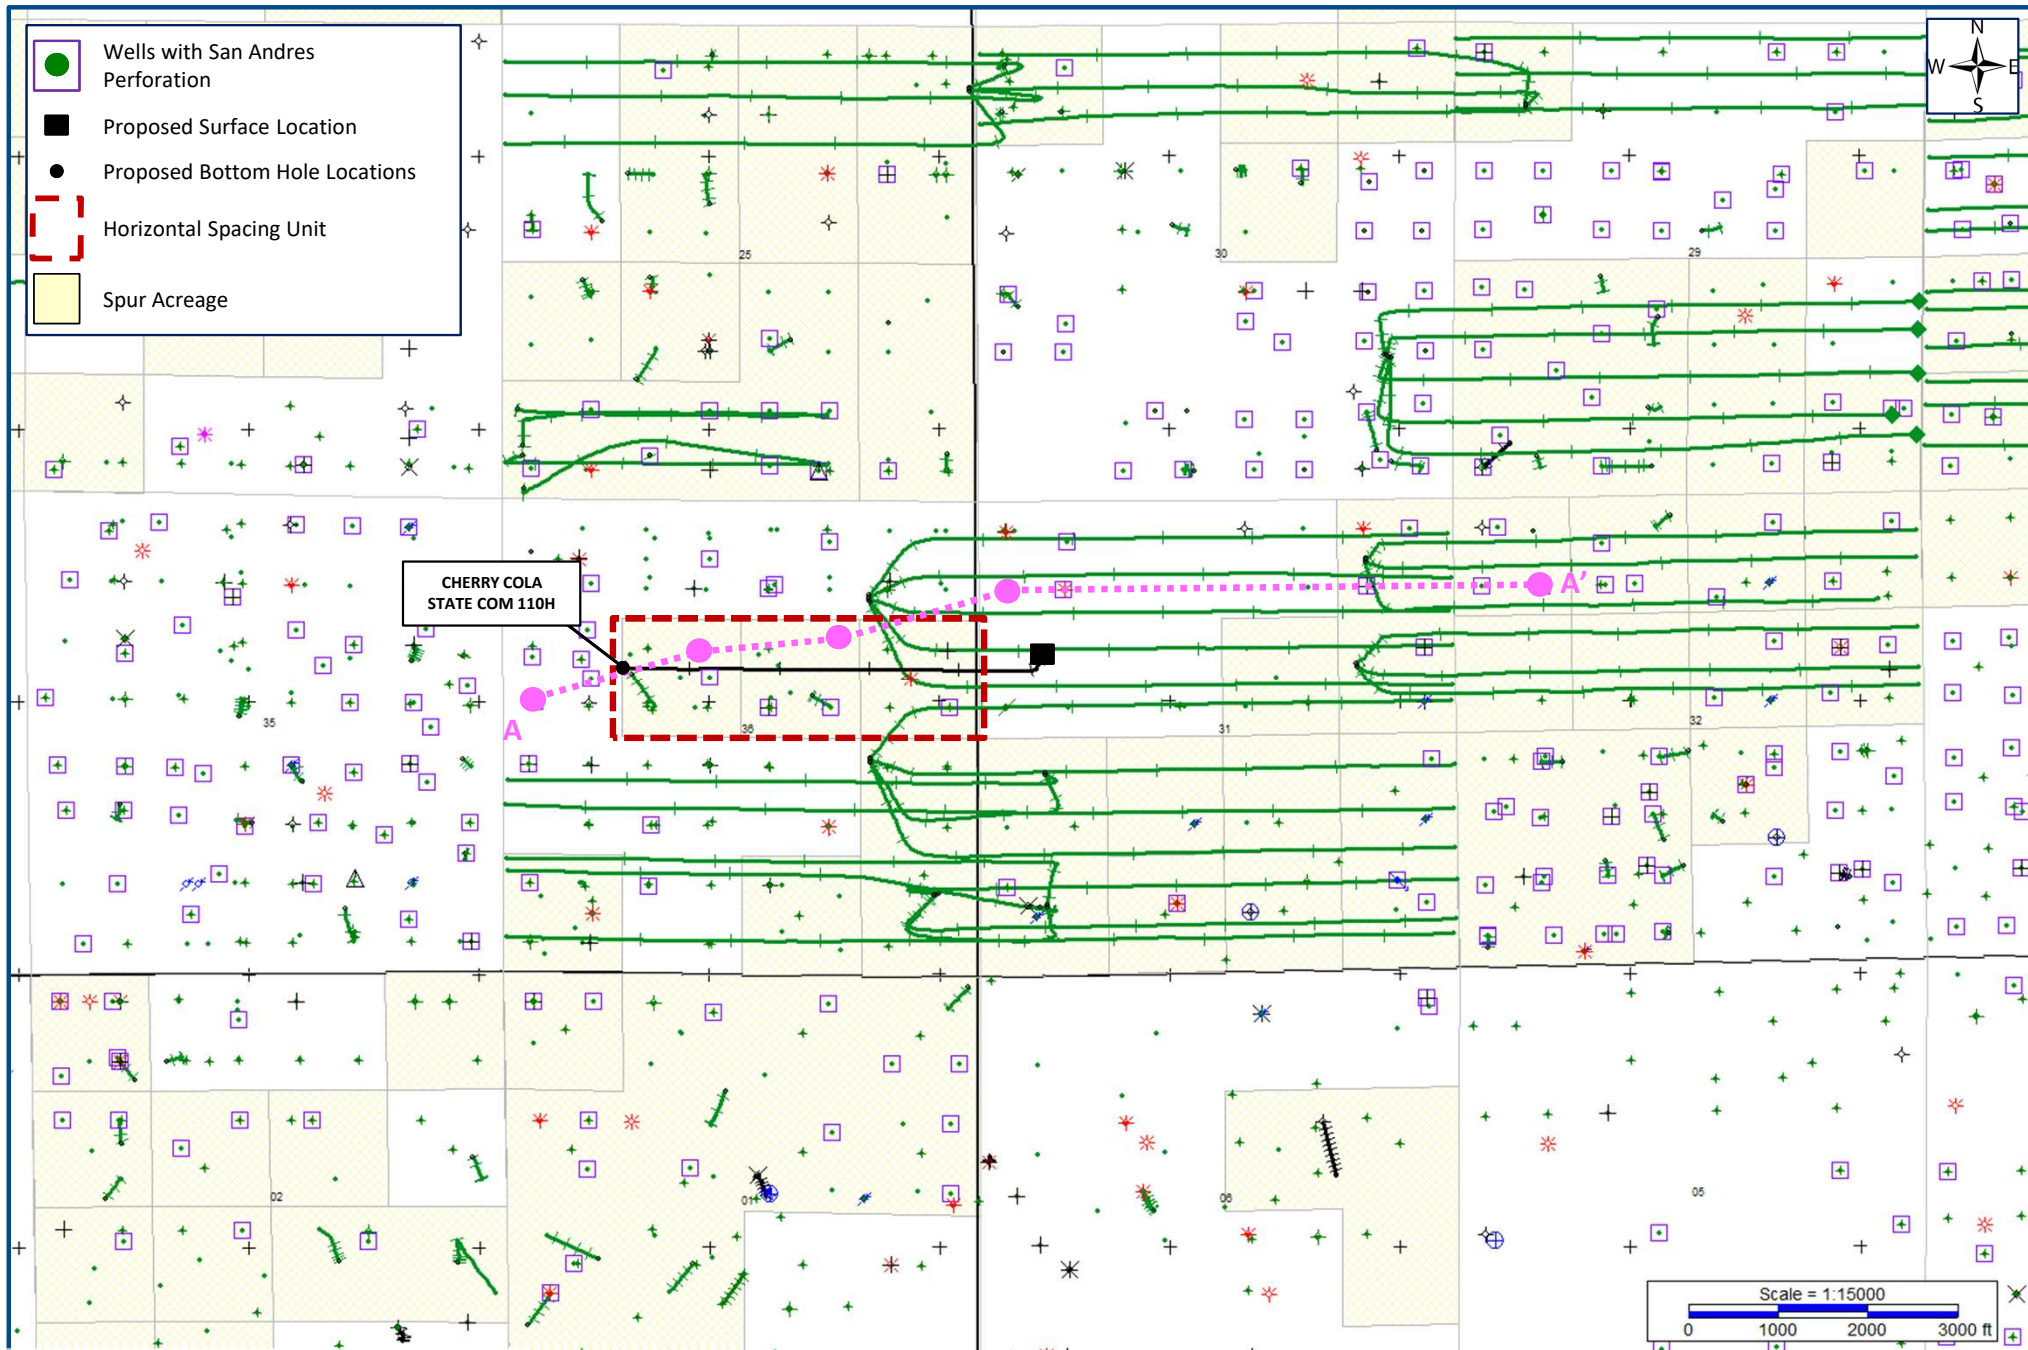 Wells with San Andres
Perforation
Proposed Surface Location
Proposed Bottom Hole Locations
Horizontal Spacing Unit
Spur Acreage
N
W E
S
25
30
29
CHERRY COLA
STATE COM 110H
A'
A
35
36
31
32
02
01
06
05
Scale = 1:15000
0 1000 2000 3000 ft